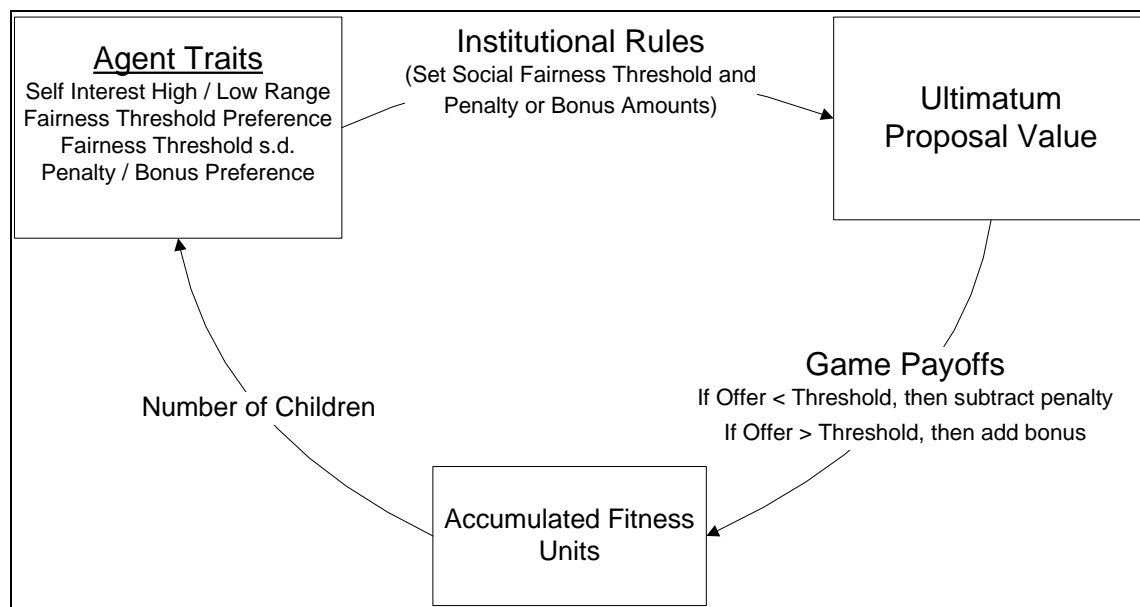 Agent Traits
Self Interest High / Low Range
Fairness Threshold Preference
Fairness Threshold s.d.
Penalty / Bonus Preference
Institutional Rules
(Set Social Fairness Threshold and
Penalty or Bonus Amounts)
Ultimatum
Proposal Value
Game Payoffs
If Offer < Threshold, then subtract penalty
If Offer > Threshold, then add bonus
Accumulated Fitness
Units
Number of Children